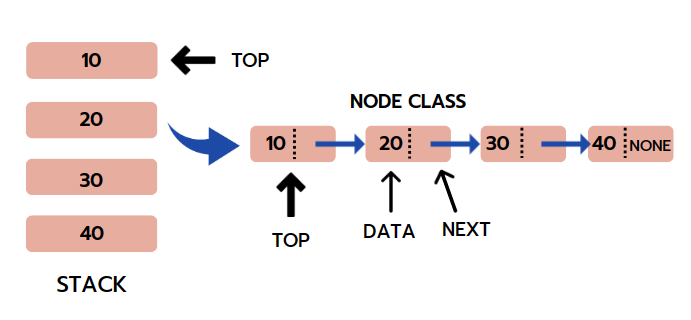 10
TOP
20
30
40
STACK
NODE CLASS
10
20
30
40 NONE
TOP
DATA
NEXT